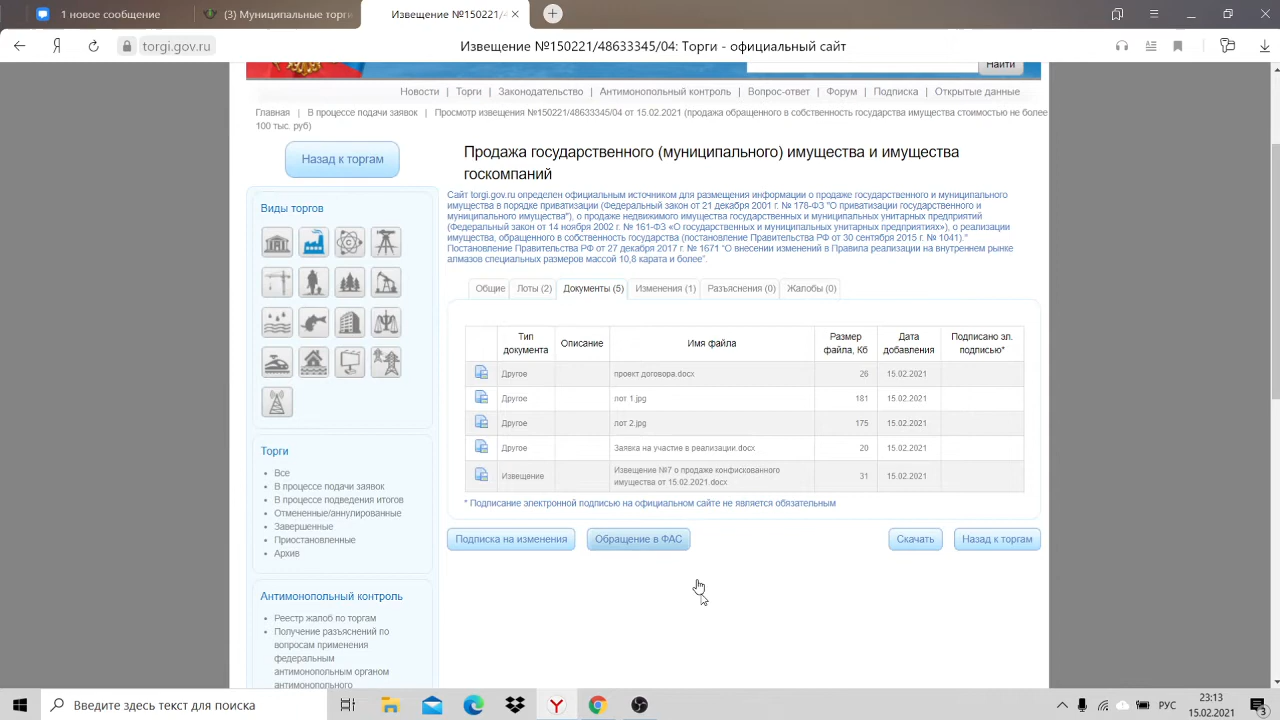 1 новое сообщение
(3) Муниципальные торг
Извещение №150221/4
torgi.gov.ru
Извещение №150221/48633345/04: Торги - официальный сайт
Найти
Новости | Торги | Законодательство | Антимонопольный контроль | Вопрос-ответ | Форум | Подписка | Открытые данные
Главная | В процессе подачи заявок | Просмотр извещения №150221/48633345/04 от 15.02.2021 (продажа обращенного в собственность государства имущества стоимостью не более
100 тыс. руб)
Назад к торгам
Продажа государственного (муниципального) имущества и имущества
госкомпаний
Сайт torgi.gov.ru определен официальным источником для размещения информации о продаже государственного и муниципального
имущества в порядке приватизации (Федеральный закон от 21 декабря 2001 г. № 178-ФЗ "О приватизации государственного и
муниципального имущества"), о продаже недвижимого имущества государственных и муниципальных унитарных предприятий
(Федеральный закон от 14 ноября 2002 г. № 161-ФЗ «О государственных и муниципальных унитарных предприятиях»), о реализации
имущества, обращенного в собственность государства (постановление Правительства РФ от 30 сентября 2015 г. № 1041)."
Постановление Правительства РФ от 27 декабря 2017 г. № 1671 "О внесении изменений в Правила реализации на внутреннем рынке
алмазов специальных размеров массой 10,8 карата и более".
Виды торгов
Общие Лоты (2) Документы (5) Изменения (1) Разъяснения (0) Жалобы (0)
Тип документа Описание Имя файла Размер файла, Кб Дата добавления Подписано эл. подписью*
Другое проект договора.docx 26 15.02.2021
Другое лот 1.jpg 181 15.02.2021
Другое лот 2.jpg 175 15.02.2021
Другое Заявка на участие в реализации.docx 20 15.02.2021
Извещение Извещение №7 о продаже конфискованного имущества от 15.02.2021.docx 31 15.02.2021
* Подписание электронной подписью на официальном сайте не является обязательным
Подписка на изменения Обращение в ФАС Скачать Назад к торгам
Торги
Все
В процессе подачи заявок
В процессе подведения итогов
Отмененные/аннулированные
Завершенные
Приостановленные
Архив
Антимонопольный контроль
Реестр жалоб по торгам
Получение разъяснений по
вопросам применения
федеральным
антимонопольным органом
антимонопольного
Введите здесь текст для поиска
РУС
23:13
15.02.2021
3